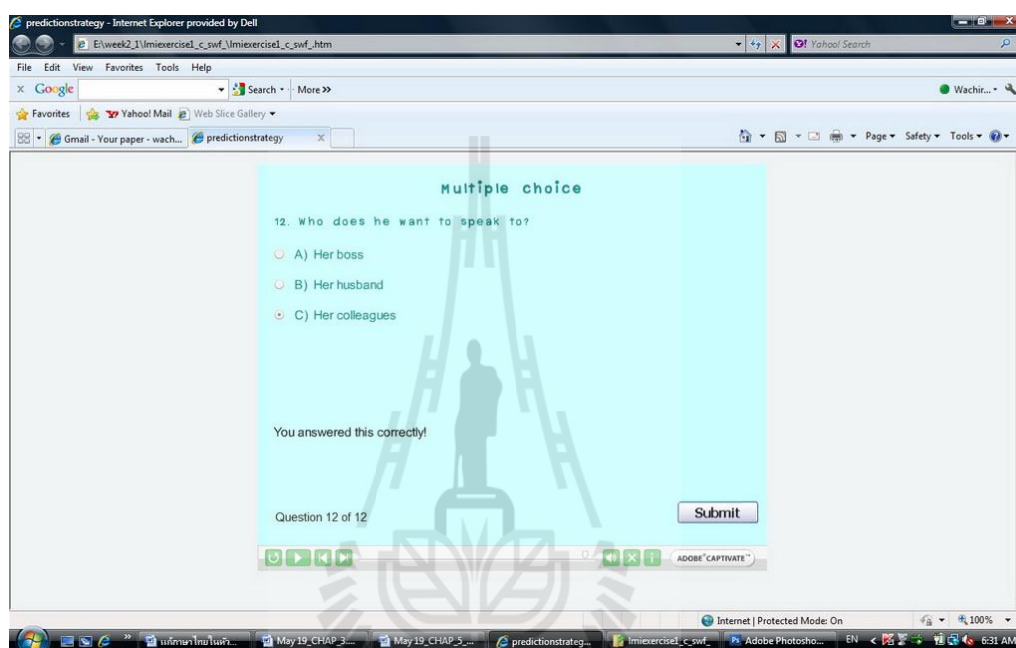 predictionstrategy - Internet Explorer provided by Dell
E:\week2_1\lmiexercise1_c_swf_\lmiexercise1_c_swf_.htm
Yahoo! Search
File Edit View Favorites Tools Help
x Google Search More >> Wachir...
Favorites Yahoo! Mail Web Slice Gallery
Gmail - Your paper - wach... predictionstrategy x Page Safety Tools
Multiple choice
12. Who does he want to speak to?
A) Her boss
B) Her husband
C) Her colleagues
You answered this correctly!
Question 12 of 12 Submit
ADOBE® CAPTIVATE™
Internet | Protected Mode: On 100%
May 19_CHAP_3.... May 19_CHAP_5_... predictionstrateg... lmiexercise1_c_swf_ Adobe Photosho... EN 6:31 AM